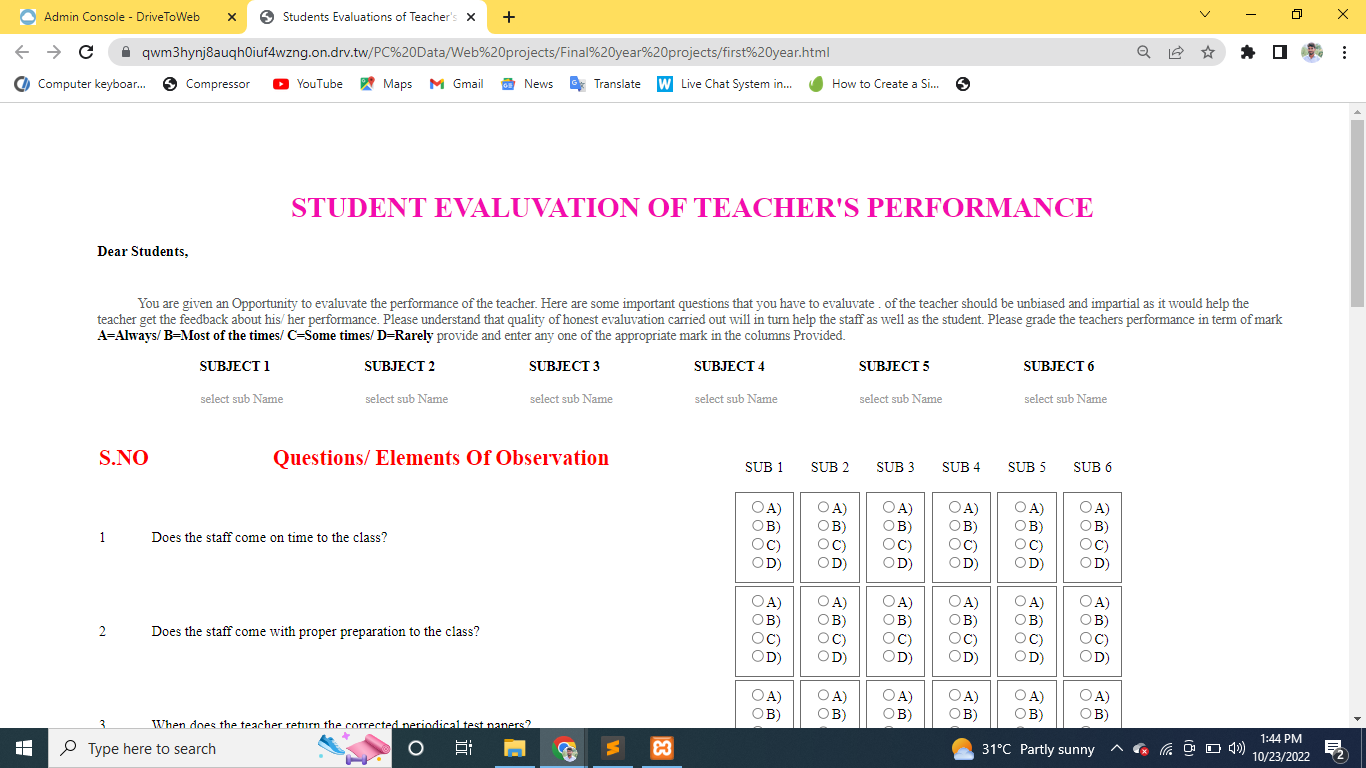 Admin Console - DriveToWeb
Students Evaluations of Teacher's
qwm3hynj8auqh0iuf4wzng.on.drv.tw/PC%20Data/Web%20projects/Final%20year%20projects/first%20year.html
Computer keyboar... Compressor YouTube Maps Gmail News Translate Live Chat System in... How to Create a Si...
STUDENT EVALUVATION OF TEACHER'S PERFORMANCE
Dear Students,
You are given an Opportunity to evaluvate the performance of the teacher. Here are some important questions that you have to evaluvate . of the teacher should be unbiased and impartial as it would help the
teacher get the feedback about his/ her performance. Please understand that quality of honest evaluvation carried out will in turn help the staff as well as the student. Please grade the teachers performance in term of mark
A=Always/ B=Most of the times/ C=Some times/ D=Rarely provide and enter any one of the appropriate mark in the columns Provided.
SUBJECT 1 SUBJECT 2 SUBJECT 3 SUBJECT 4 SUBJECT 5 SUBJECT 6
select sub Name select sub Name select sub Name select sub Name select sub Name select sub Name
S.NO Questions/ Elements Of Observation SUB 1 SUB 2 SUB 3 SUB 4 SUB 5 SUB 6
A) A) A) A) A) A)
B) B) B) B) B) B)
1 Does the staff come on time to the class?
C) C) C) C) C) C)
D) D) D) D) D) D)
A) A) A) A) A) A)
B) B) B) B) B) B)
2 Does the staff come with proper preparation to the class?
C) C) C) C) C) C)
D) D) D) D) D) D)
A) A) A) A) A) A)
B) B) B) B) B) B)
3 When does the teacher return the corrected periodical test papers?
Type here to search
31°C Partly sunny
1:44 PM
10/23/2022
2